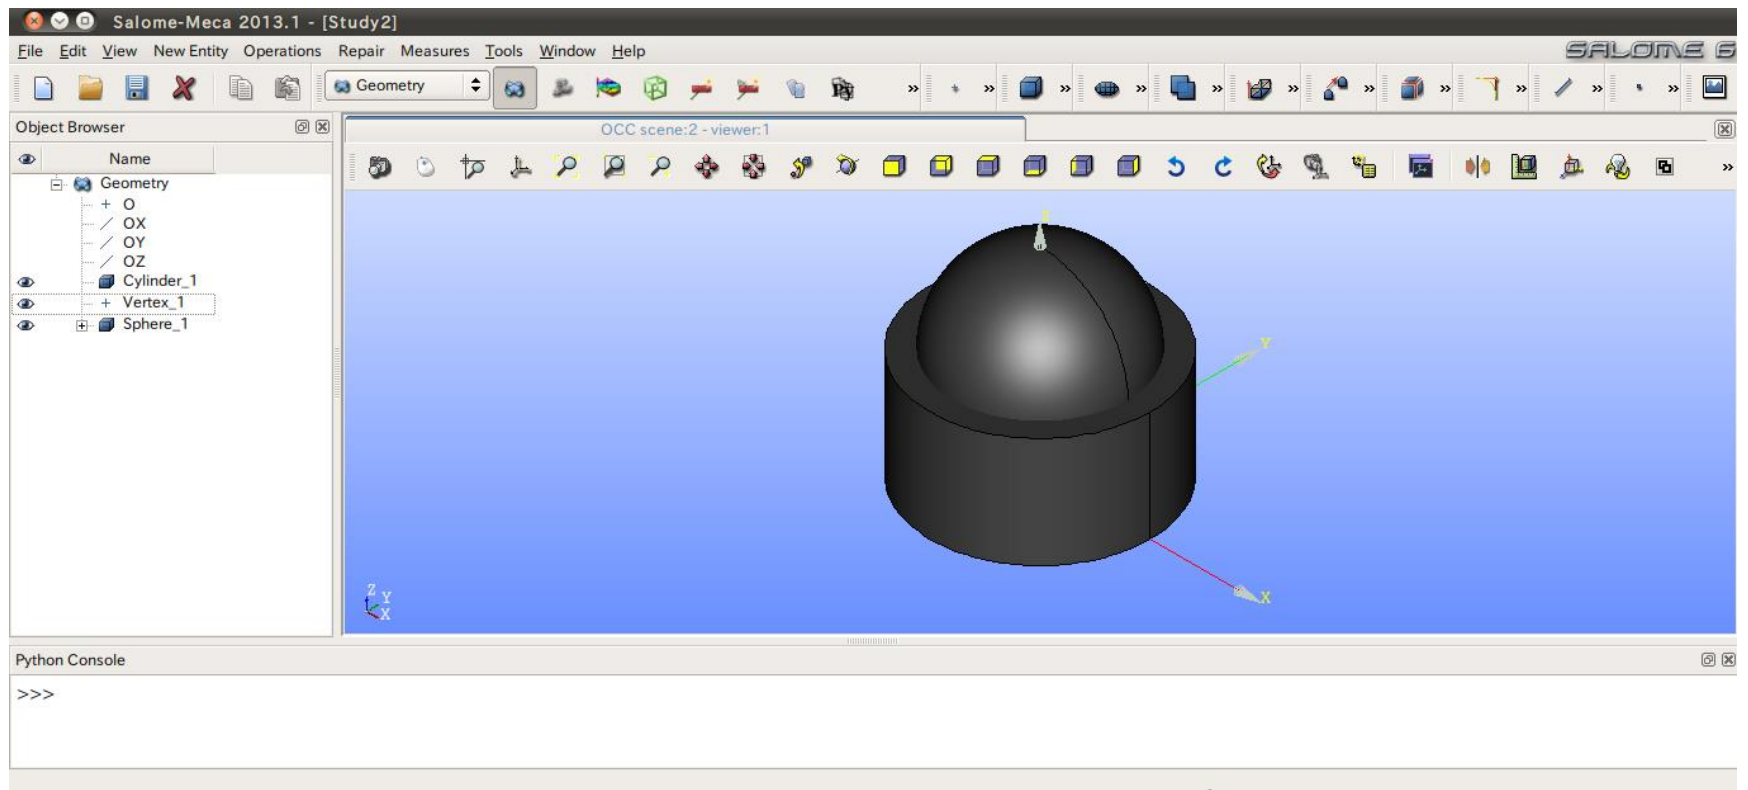 Salome-Meca 2013.1 - [Study2]
File Edit View New Entity Operations Repair Measures Tools Window Help
SALOME 6
Geometry
Object Browser
OCC scene:2 - viewer:1
Name
Geometry
O
OX
OY
OZ
Cylinder_1
Vertex_1
Sphere_1
Z
Y
X
Z
Y
X
Python Console
>>>